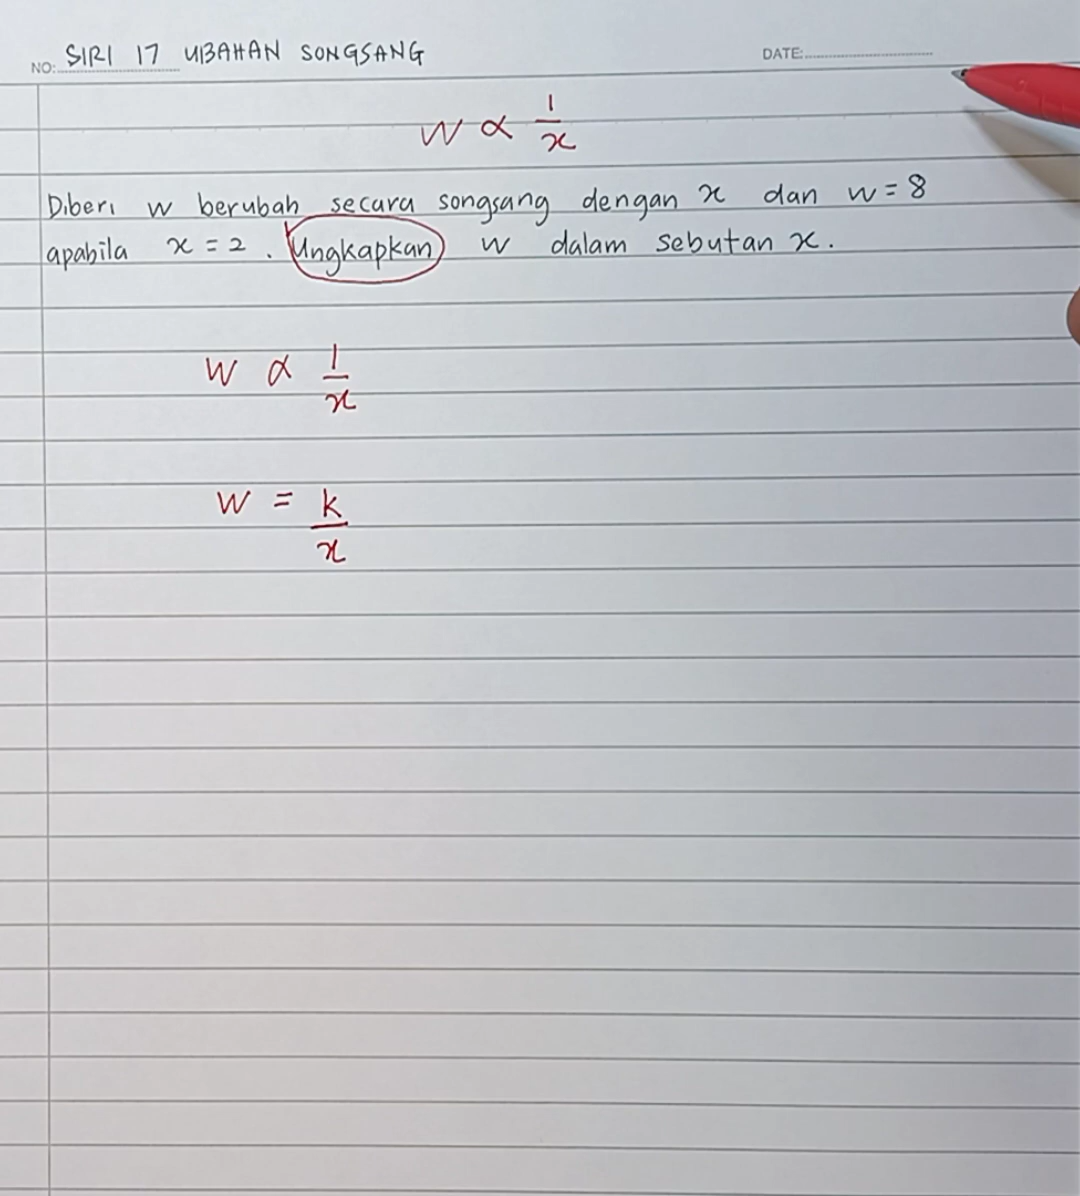 NO: SIRI 17 UBAHAN SONGSANG DATE:
w ∝ 1/x
Diberi w berubah secara songsang dengan x dan w = 8
apabila x = 2 . Ungkapkan w dalam sebutan x .
w ∝ 1/x
w = k/x